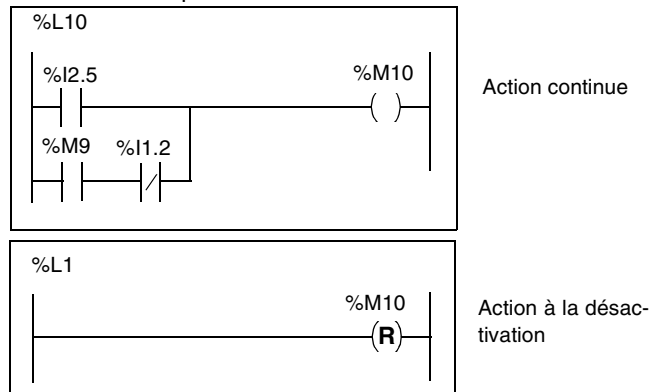 %L10
%I2.5
%M10
Action continue
%M9 %I1.2
%L1
%M10
Action à la désac-
(R)
tivation